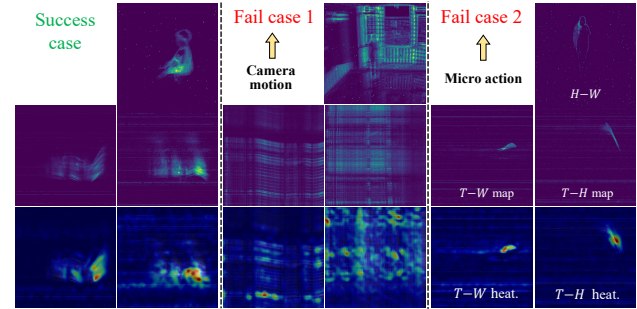 Success
case
Fail case 1
Camera
motion
Fail case 2
Micro action
H−W
T−W map
T−H map
T−W heat.
T−H heat.